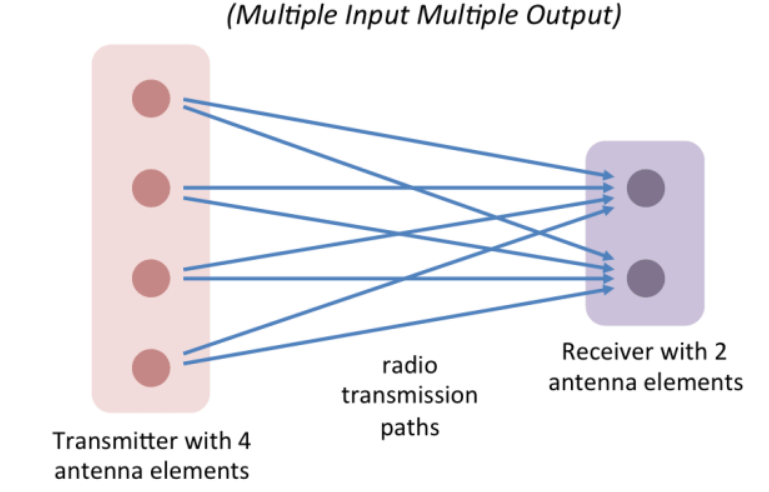 (Multiple Input Multiple Output)
radio
transmission
paths
Receiver with 2
antenna elements
Transmitter with 4
antenna elements